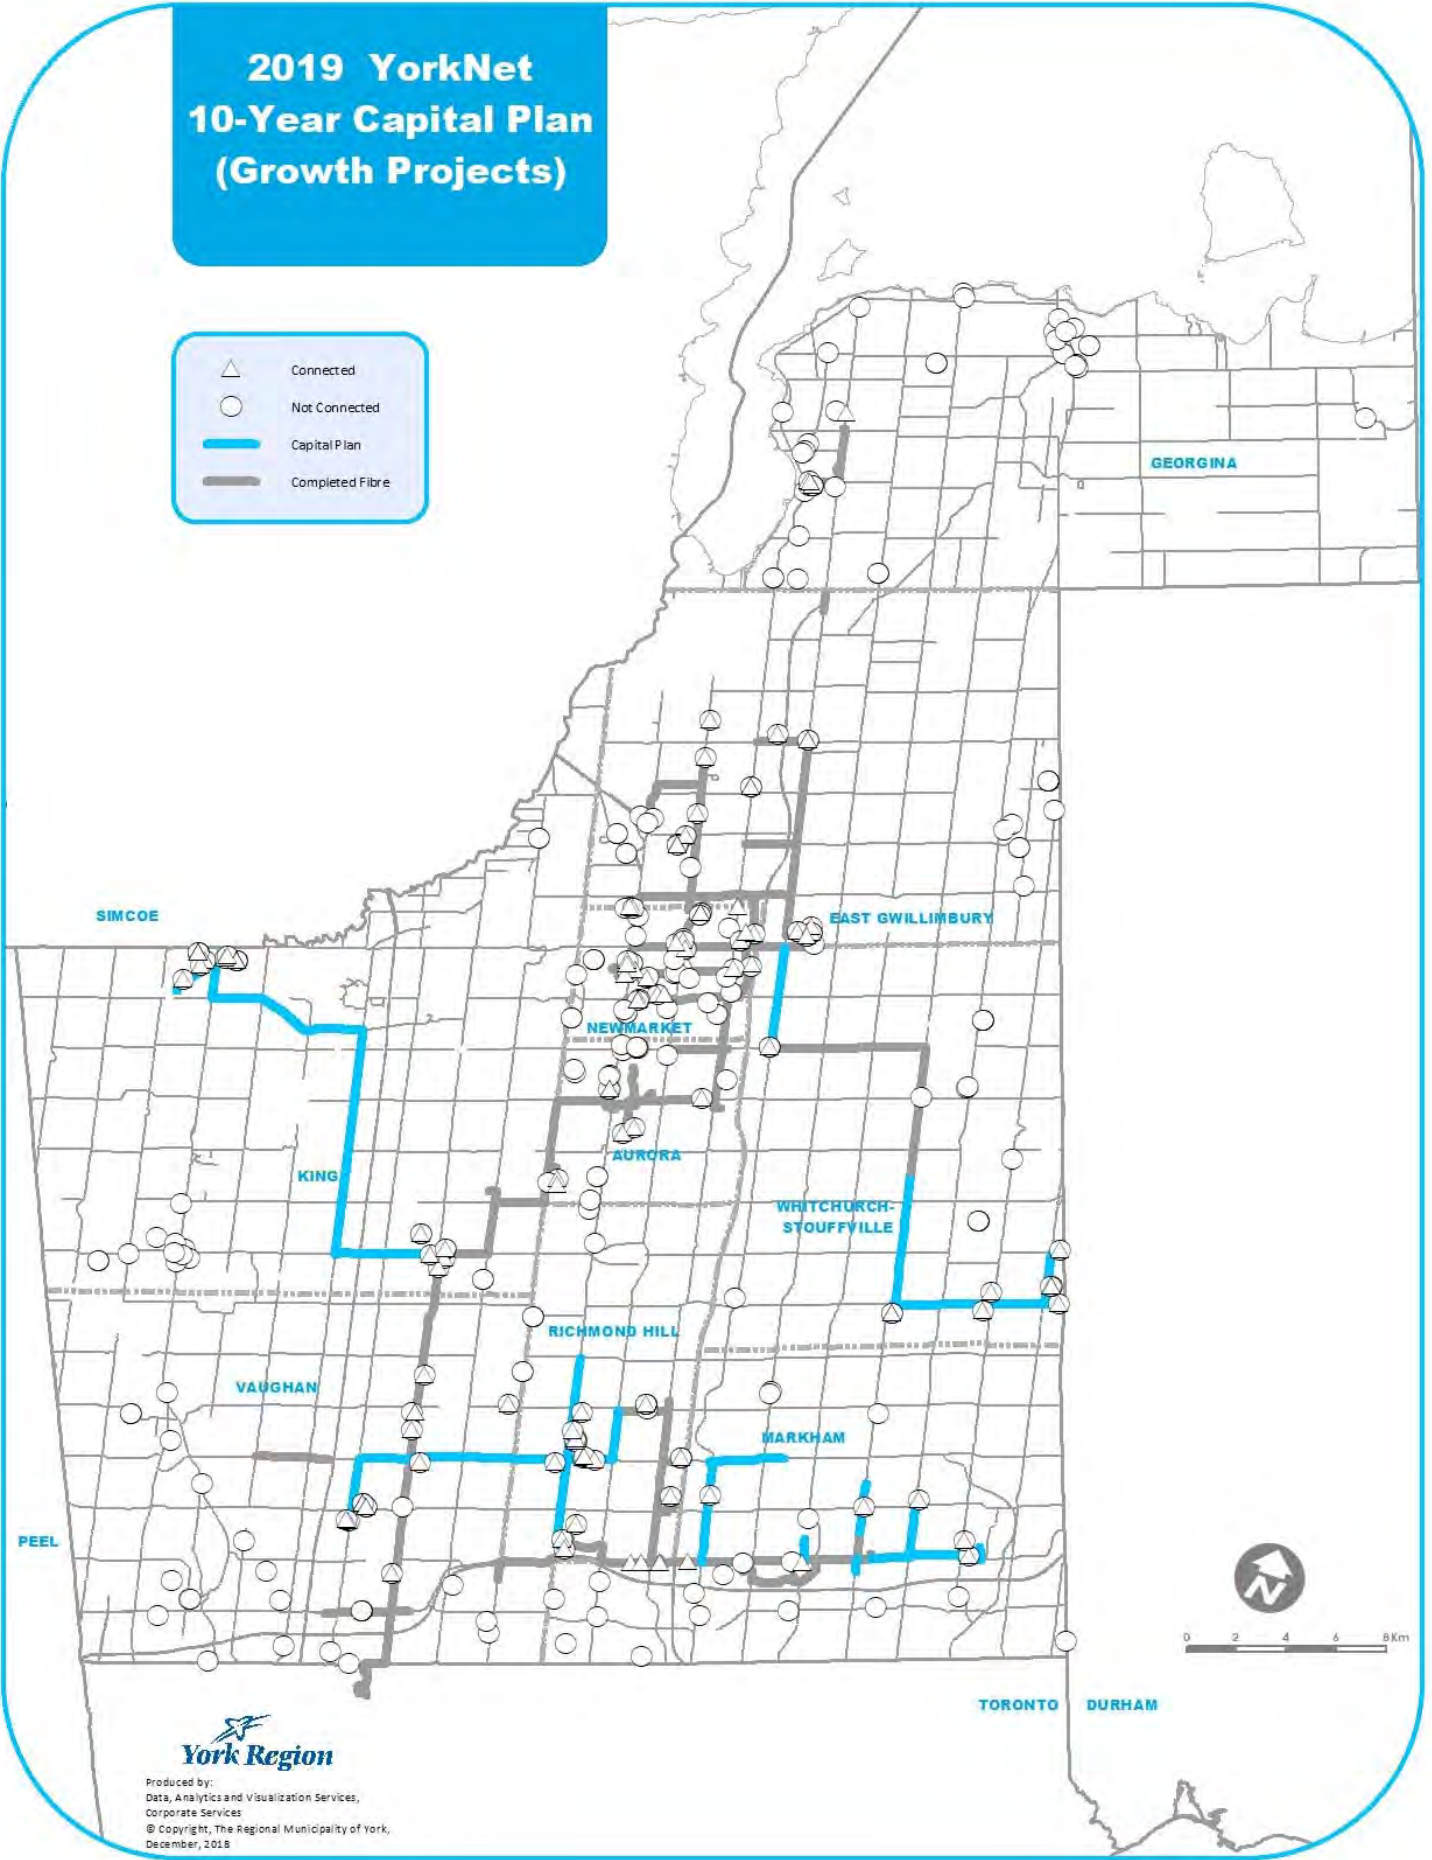 2019 YorkNet
10-Year Capital Plan
(Growth Projects)
Connected
Not Connected
Capital Plan
Completed Fibre
GEORGINA
SIMCOE
EAST GWILLIMBURY
NEWMARKET
AURORA
KING
WHITCHURCH-
STOUFFVILLE
RICHMOND HILL
VAUGHAN
MARKHAM
PEEL
N
0 2 4 6 8 Km
TORONTO
DURHAM
York Region
Produced by:
Data, Analytics and Visualization Services,
Corporate Services
© Copyright, The Regional Municipality of York,
December, 2018